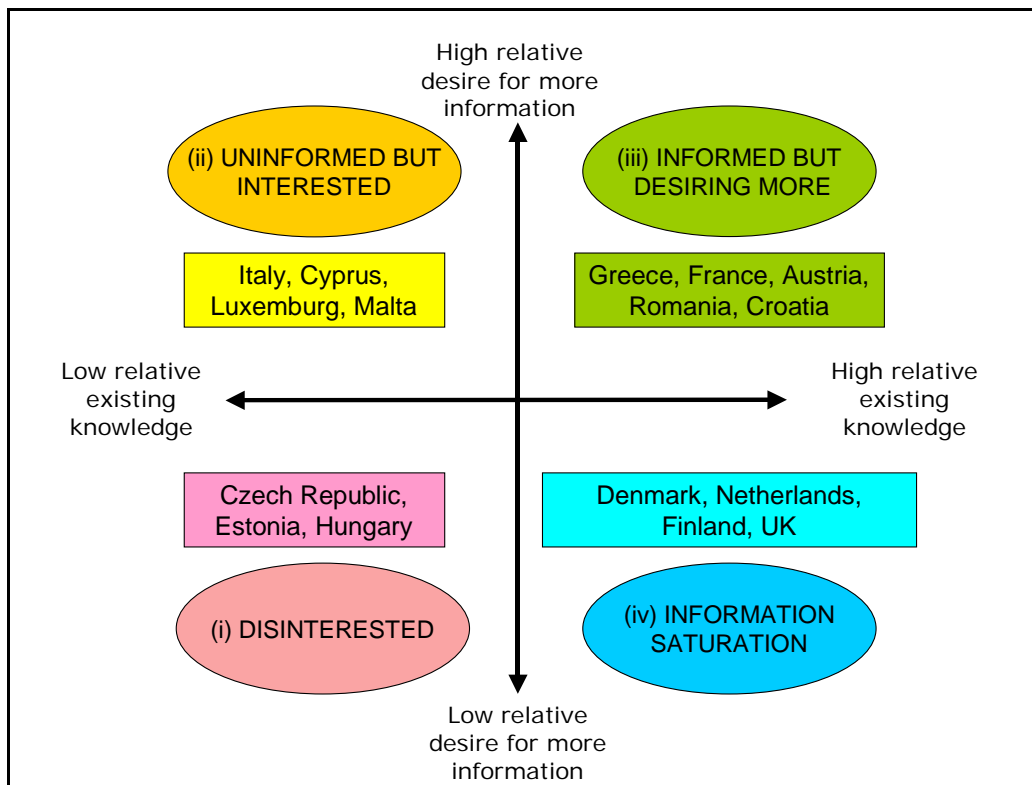 High relative
desire for more
information
(ii) UNINFORMED BUT
INTERESTED
(iii) INFORMED BUT
DESIRING MORE
Italy, Cyprus,
Luxemburg, Malta
Greece, France, Austria,
Romania, Croatia
Low relative
existing
knowledge
High relative
existing
knowledge
Czech Republic,
Estonia, Hungary
Denmark, Netherlands,
Finland, UK
(i) DISINTERESTED
(iv) INFORMATION
SATURATION
Low relative
desire for more
information